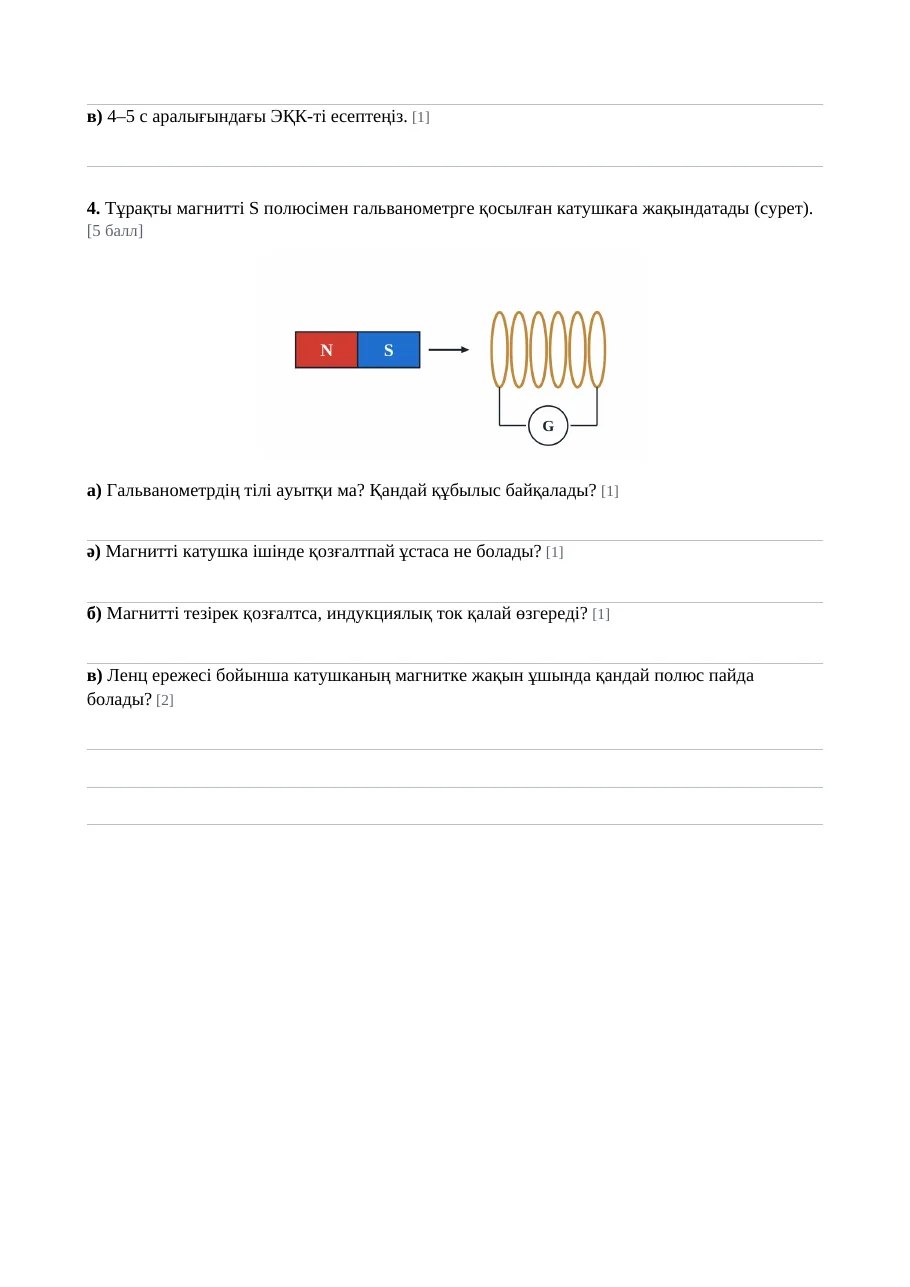 в) 4–5 с аралығындағы ЭҚК-ті есептеңіз. [1]
4. Тұрақты магнитті S полюсімен гальванометрге қосылған катушкаға жақындатады (сурет).
[5 балл]
N S
G
а) Гальванометрдің тілі ауытқи ма? Қандай құбылыс байқалады? [1]
ә) Магнитті катушка ішінде қозғалтпай ұстаса не болады? [1]
б) Магнитті тезірек қозғалтса, индукциялық ток қалай өзгереді? [1]
в) Ленц ережесі бойынша катушканың магнитке жақын ұшында қандай полюс пайда
болады? [2]